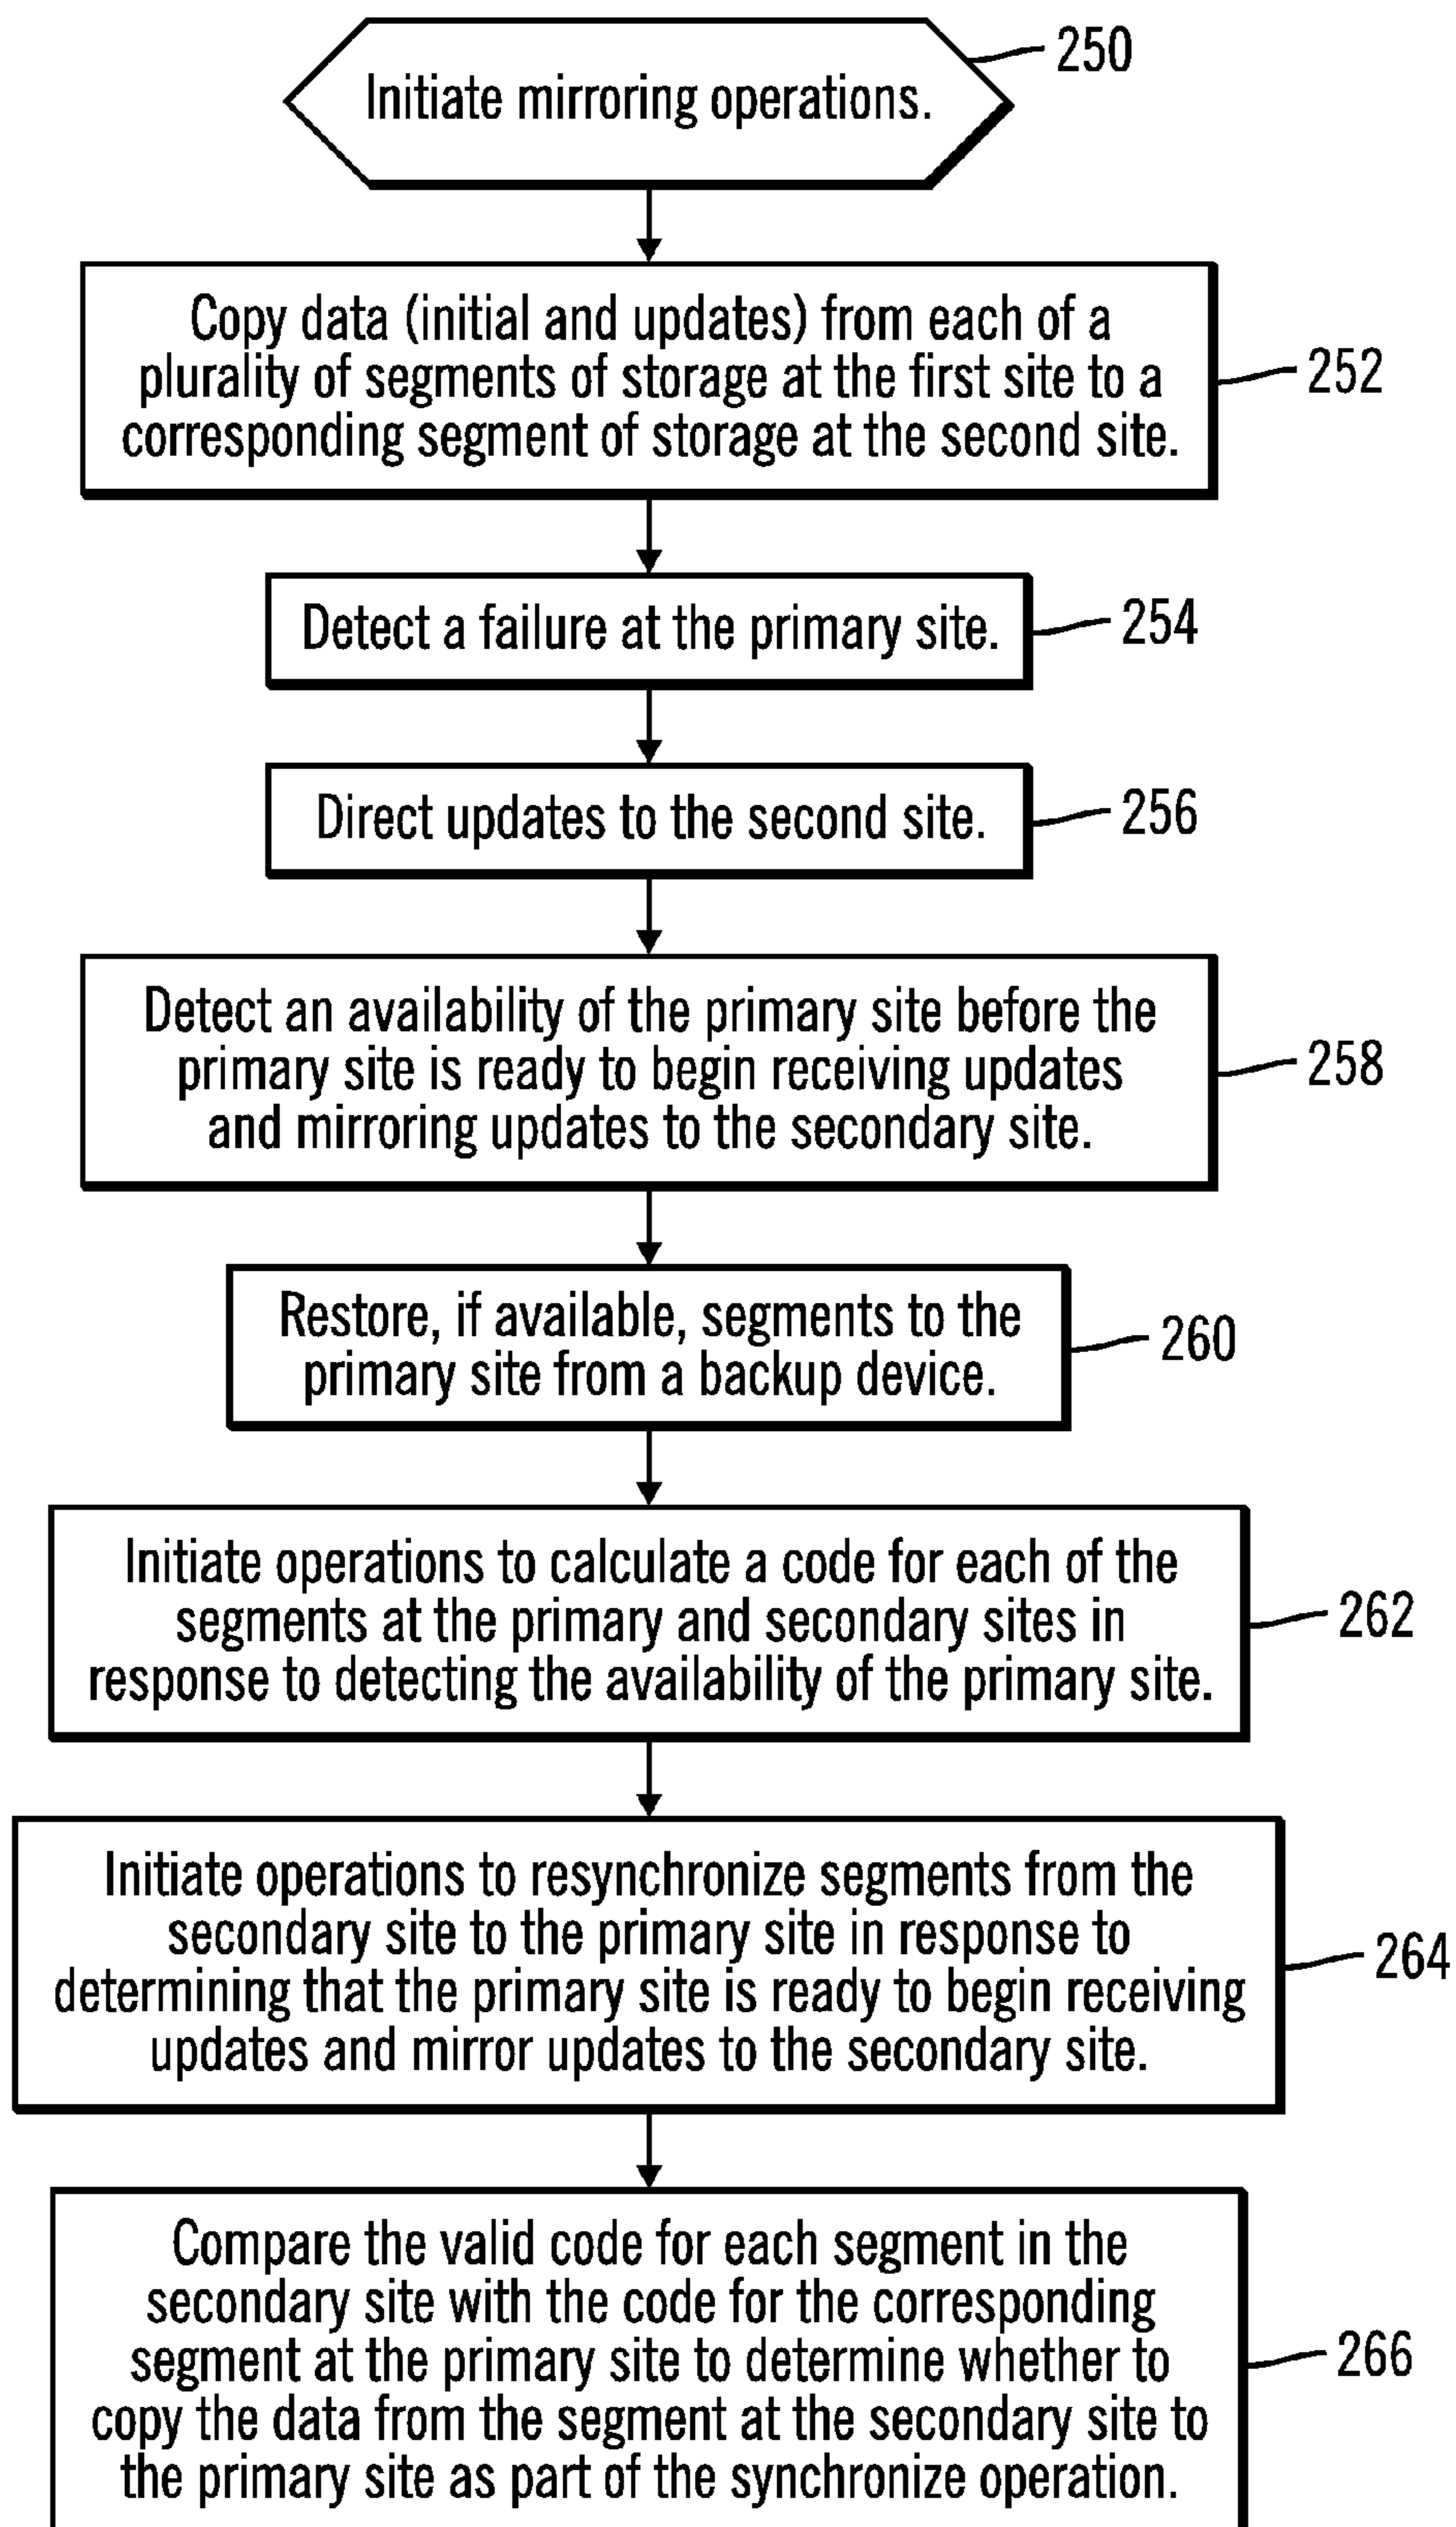 Initiate mirroring operations.
250
Copy data (initial and updates) from each of a
plurality of segments of storage at the first site to a
corresponding segment of storage at the second site.
252
Detect a failure at the primary site.
254
Direct updates to the second site.
256
Detect an availability of the primary site before the
primary site is ready to begin receiving updates
and mirroring updates to the secondary site.
258
Restore, if available, segments to the
primary site from a backup device.
260
Initiate operations to calculate a code for each of the
segments at the primary and secondary sites in
response to detecting the availability of the primary site.
262
Initiate operations to resynchronize segments from the
secondary site to the primary site in response to
determining that the primary site is ready to begin receiving
updates and mirror updates to the secondary site.
264
Compare the valid code for each segment in the
secondary site with the code for the corresponding
segment at the primary site to determine whether to
copy the data from the segment at the secondary site to
the primary site as part of the synchronize operation.
266